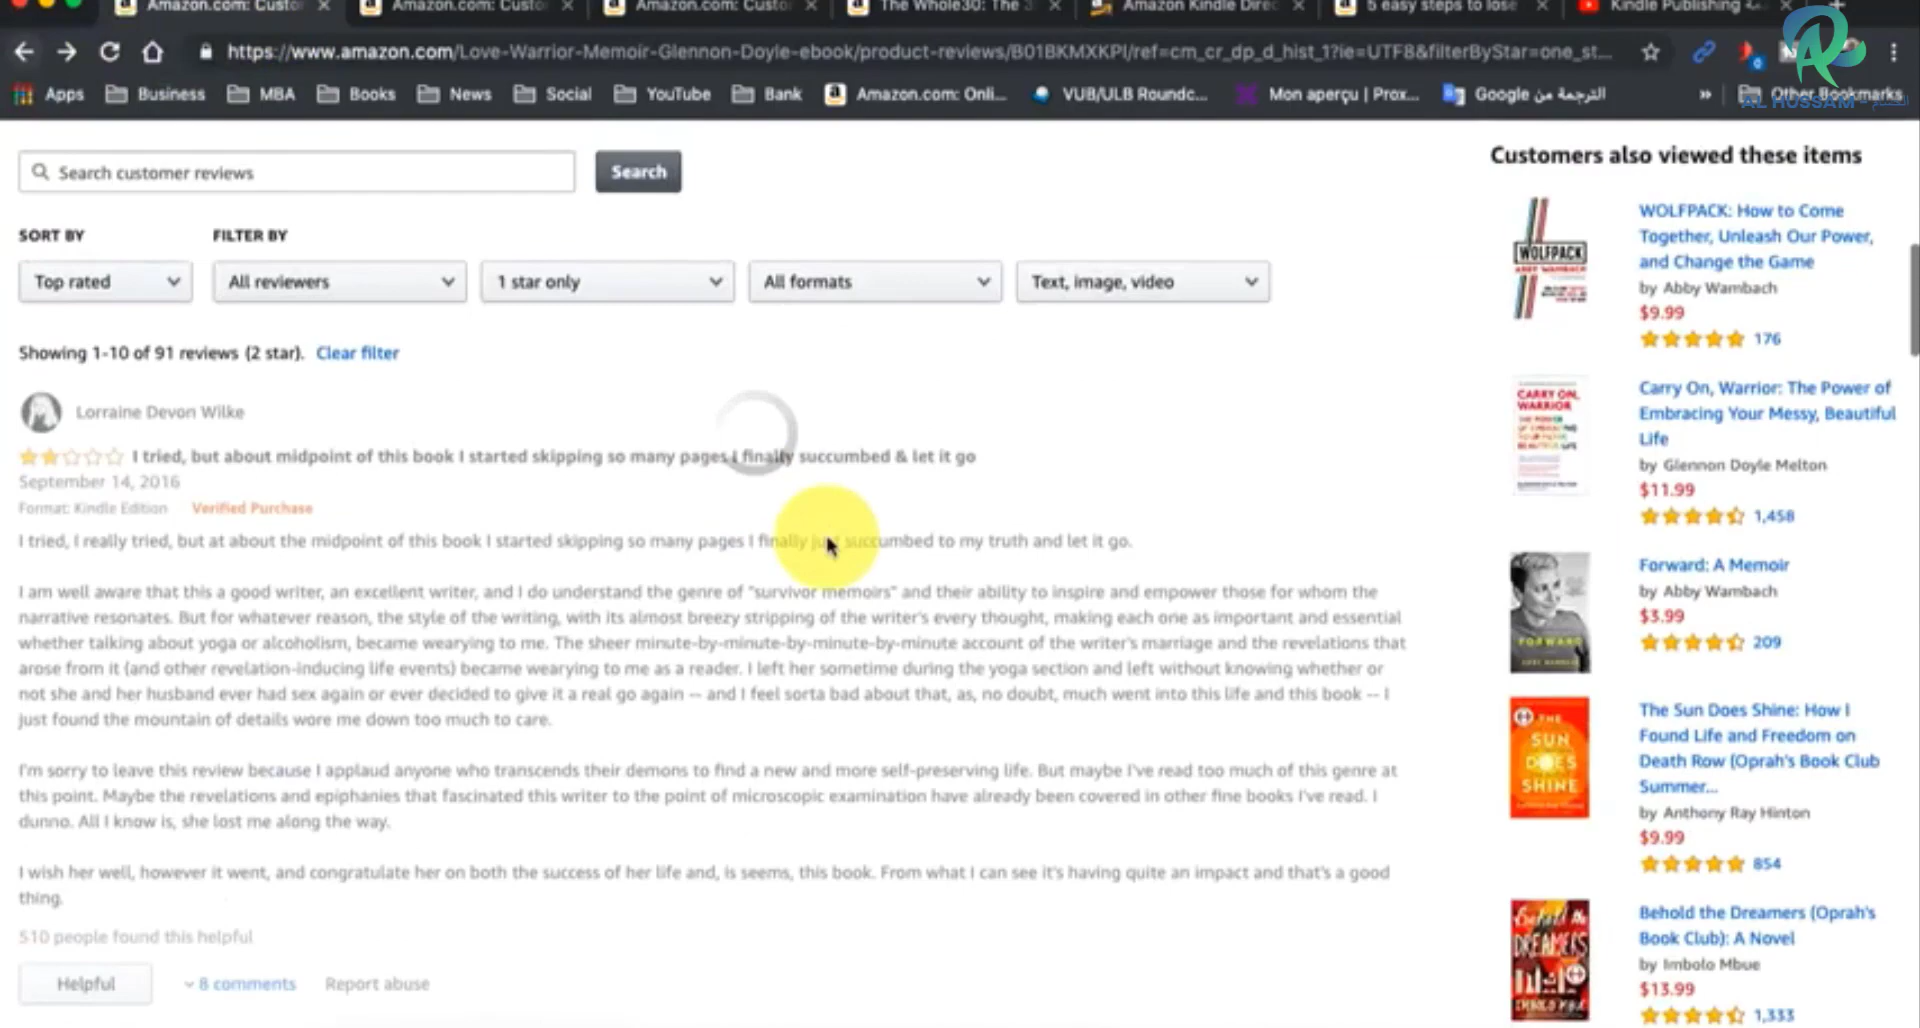 Amazon.com: Custo
Amazon.com: Custo
Amazon.com: Custo
The Whole30: The 3
Amazon Kindle Direc
5 easy steps to lose
Kindle Publishing
https://www.amazon.com/Love-Warrior-Memoir-Glennon-Doyle-ebook/product-reviews/B01BKMXKPI/ref=cm_cr_dp_d_hist_1?ie=UTF8&filterByStar=one_st...
Apps
Business
MBA
Books
News
Social
YouTube
Bank
Amazon.com: Onli...
VUB/ULB Roundc...
Mon aperçu | Prox...
الترجمة من Google
»
Other Bookmarks
AL HOSSAM - الحسام
Search customer reviews
Search
SORT BY
FILTER BY
Top rated
All reviewers
1 star only
All formats
Text, image, video
Showing 1-10 of 91 reviews (2 star). Clear filter
Lorraine Devon Wilke
I tried, but about midpoint of this book I started skipping so many pages I finally succumbed & let it go
September 14, 2016
Format: Kindle Edition Verified Purchase
I tried, I really tried, but at about the midpoint of this book I started skipping so many pages I finally just succumbed to my truth and let it go.
I am well aware that this a good writer, an excellent writer, and I do understand the genre of "survivor memoirs" and their ability to inspire and empower those for whom the
narrative resonates. But for whatever reason, the style of the writing, with its almost breezy stripping of the writer's every thought, making each one as important and essential
whether talking about yoga or alcoholism, became wearying to me. The sheer minute-by-minute-by-minute-by-minute account of the writer's marriage and the revelations that
arose from it (and other revelation-inducing life events) became wearying to me as a reader. I left her sometime during the yoga section and left without knowing whether or
not she and her husband ever had sex again or ever decided to give it a real go again -- and I feel sorta bad about that, as, no doubt, much went into this life and this book -- I
just found the mountain of details wore me down too much to care.
I'm sorry to leave this review because I applaud anyone who transcends their demons to find a new and more self-preserving life. But maybe I've read too much of this genre at
this point. Maybe the revelations and epiphanies that fascinated this writer to the point of microscopic examination have already been covered in other fine books I've read. I
dunno. All I know is, she lost me along the way.
I wish her well, however it went, and congratulate her on both the success of her life and, is seems, this book. From what I can see it's having quite an impact and that's a good
thing.
510 people found this helpful
Helpful
8 comments
Report abuse
Customers also viewed these items
WOLFPACK
ABBY WAMBACH
WOLFPACK: How to Come
Together, Unleash Our Power,
and Change the Game
by Abby Wambach
$9.99
176
CARRY ON,
WARRIOR
Carry On, Warrior: The Power of
Embracing Your Messy, Beautiful
Life
by Glennon Doyle Melton
$11.99
1,458
FORWARD
ABBY WAMBACH
Forward: A Memoir
by Abby Wambach
$3.99
209
THE
SUN
DOES
SHINE
The Sun Does Shine: How I
Found Life and Freedom on
Death Row (Oprah's Book Club
Summer...
by Anthony Ray Hinton
$9.99
854
Behold the
DREAMERS
IMBOLO MBUE
Behold the Dreamers (Oprah's
Book Club): A Novel
by Imbolo Mbue
$13.99
1,333